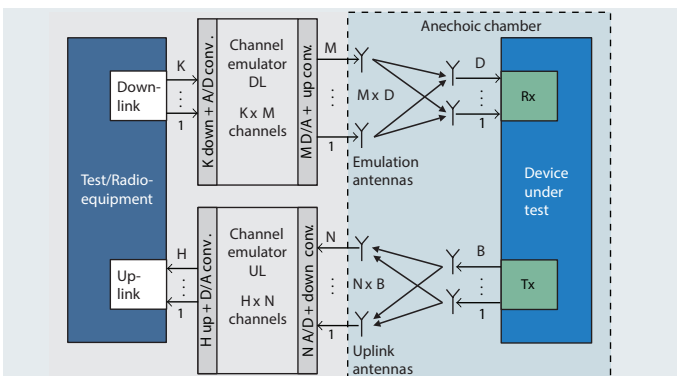 Anechoic chamber
Test/Radio-
equipment
Down-
link
K
⋮
1
K down + A/D conv.
Channel
emulator
DL
K x M
channels
M D/A + up conv.
M
⋮
1
M x D
Emulation
antennas
D
⋮
1
Rx
Device
under
test
Up-
link
H
⋮
1
H up + D/A conv.
Channel
emulator
UL
H x N
channels
N A/D + down conv.
N
⋮
1
N x B
Uplink
antennas
B
⋮
1
Tx